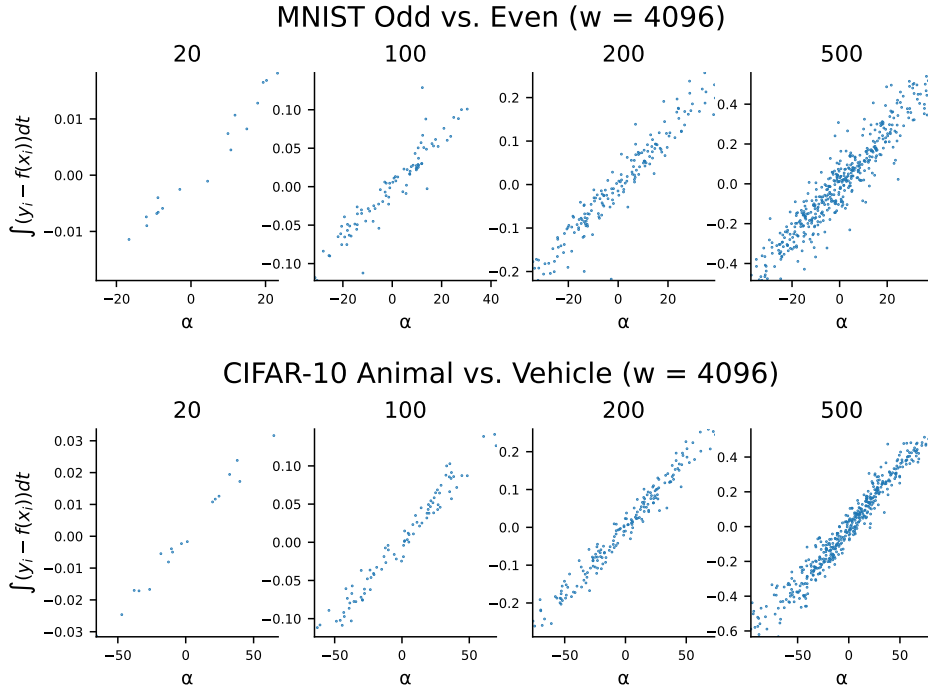 MNIST Odd vs. Even (w = 4096)
20 100 200 500
∫(y_i − f(x_i))dt
0.01
0.00
−0.01
−20 0 20
α
0.10
0.05
0.00
−0.05
−0.10
−20 0 20 40
α
0.2
0.1
0.0
−0.1
−0.2
−20 0 20
α
0.4
0.2
0.0
−0.2
−0.4
−20 0 20
α
CIFAR-10 Animal vs. Vehicle (w = 4096)
20 100 200 500
∫(y_i − f(x_i))dt
0.03
0.02
0.01
0.00
−0.01
−0.02
−0.03
−50 0 50
α
0.10
0.05
0.00
−0.05
−0.10
−50 0 50
α
0.2
0.1
0.0
−0.1
−0.2
−50 0 50
α
0.4
0.2
0.0
−0.2
−0.4
−0.6
−50 0 50
α